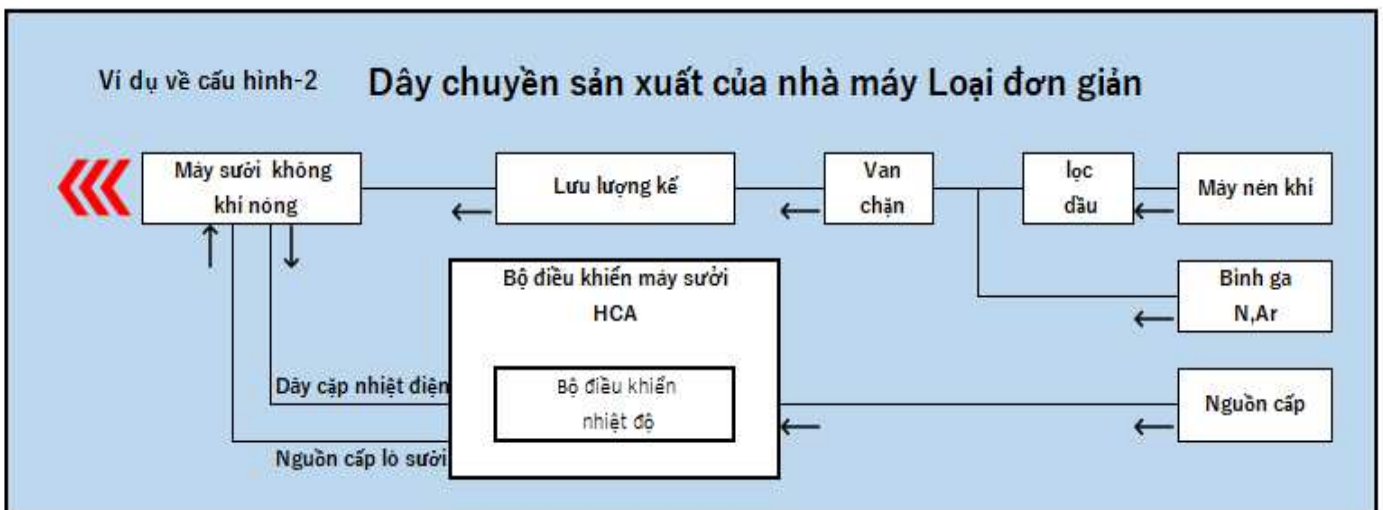 Ví dụ về cấu hình-2
Dây chuyền sản xuất của nhà máy Loại đơn giản
Máy sưởi không
khí nóng
Lưu lượng kế
Van
chặn
lọc
dầu
Máy nén khí
Bộ điều khiển máy sưởi
HCA
Bình ga
N,Ar
Dây cặp nhiệt điện
Bộ điều khiển
nhiệt độ
Nguồn cấp
Nguồn cấp lò sưởi